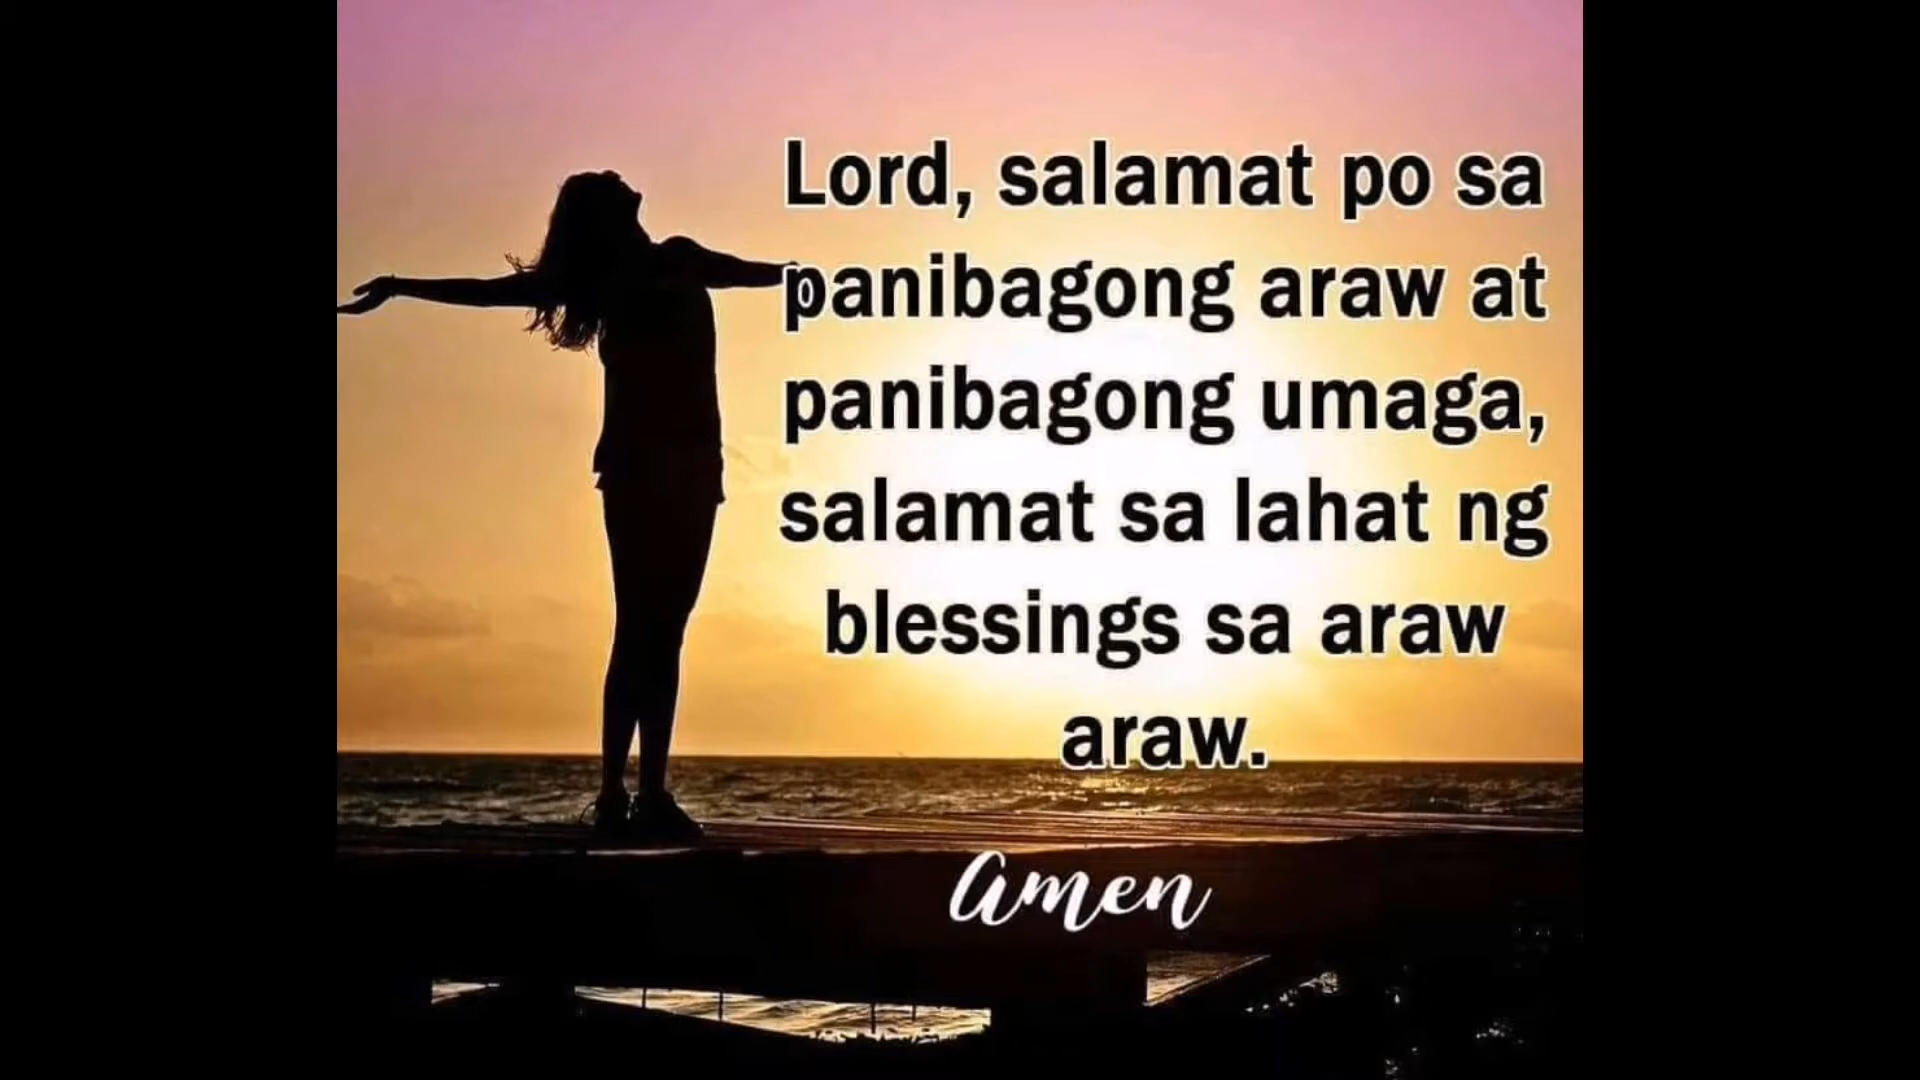 Lord, salamat po sa
panibagong araw at
panibagong umaga,
salamat sa lahat ng
blessings sa araw
araw.
amen